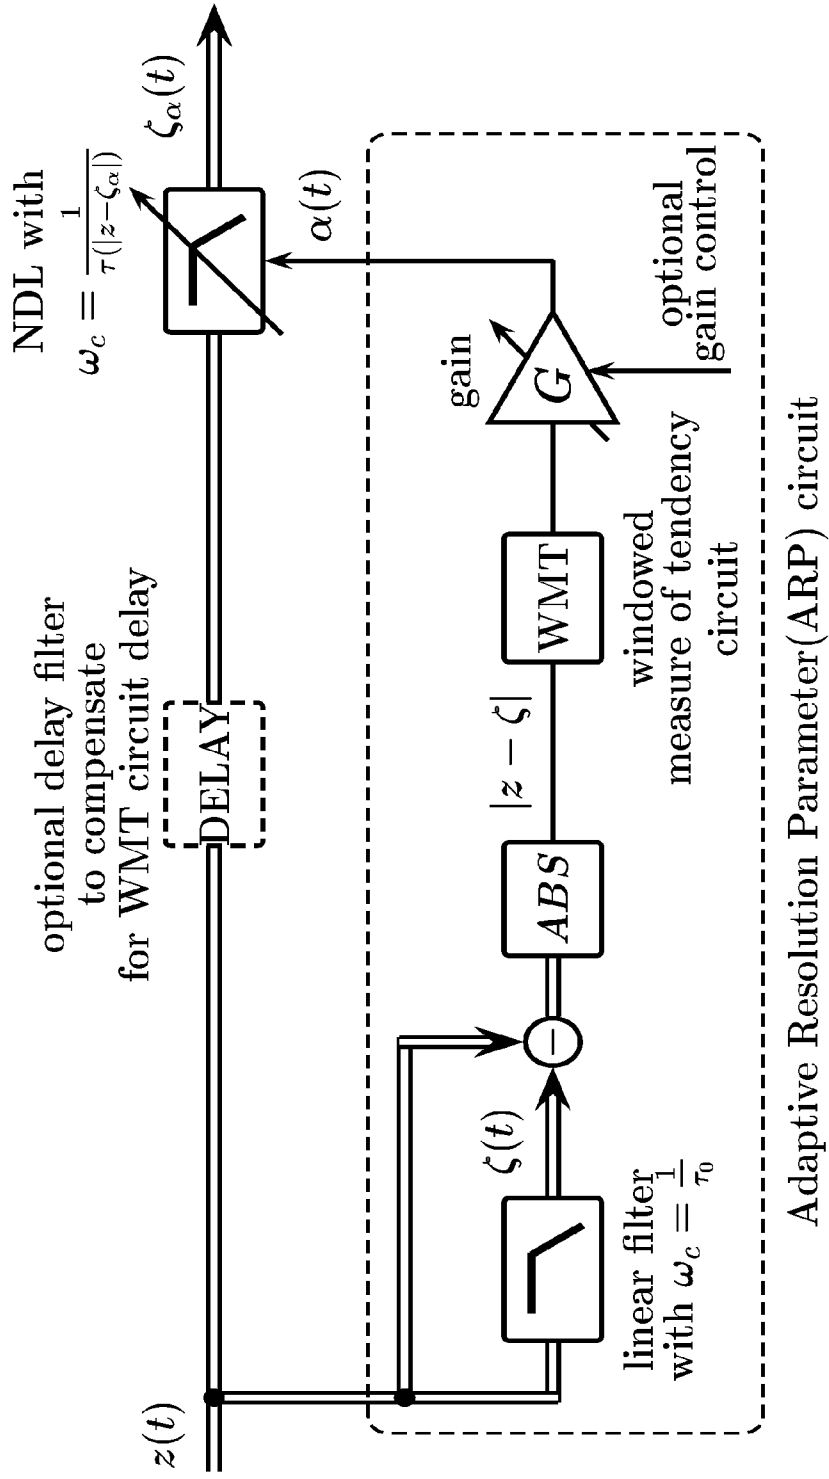 z(t)
optional delay filter
to compensate
for WMT circuit delay
DELAY
NDL with
ω_c = 1/τ(|z−ζ_α|)
ζ_α(t)
α(t)
linear filter
with ω_c = 1/τ_0
ζ(t)
−
ABS
|z − ζ|
WMT
windowed
measure of tendency
circuit
gain
G
optional
gain control
Adaptive Resolution Parameter(ARP) circuit